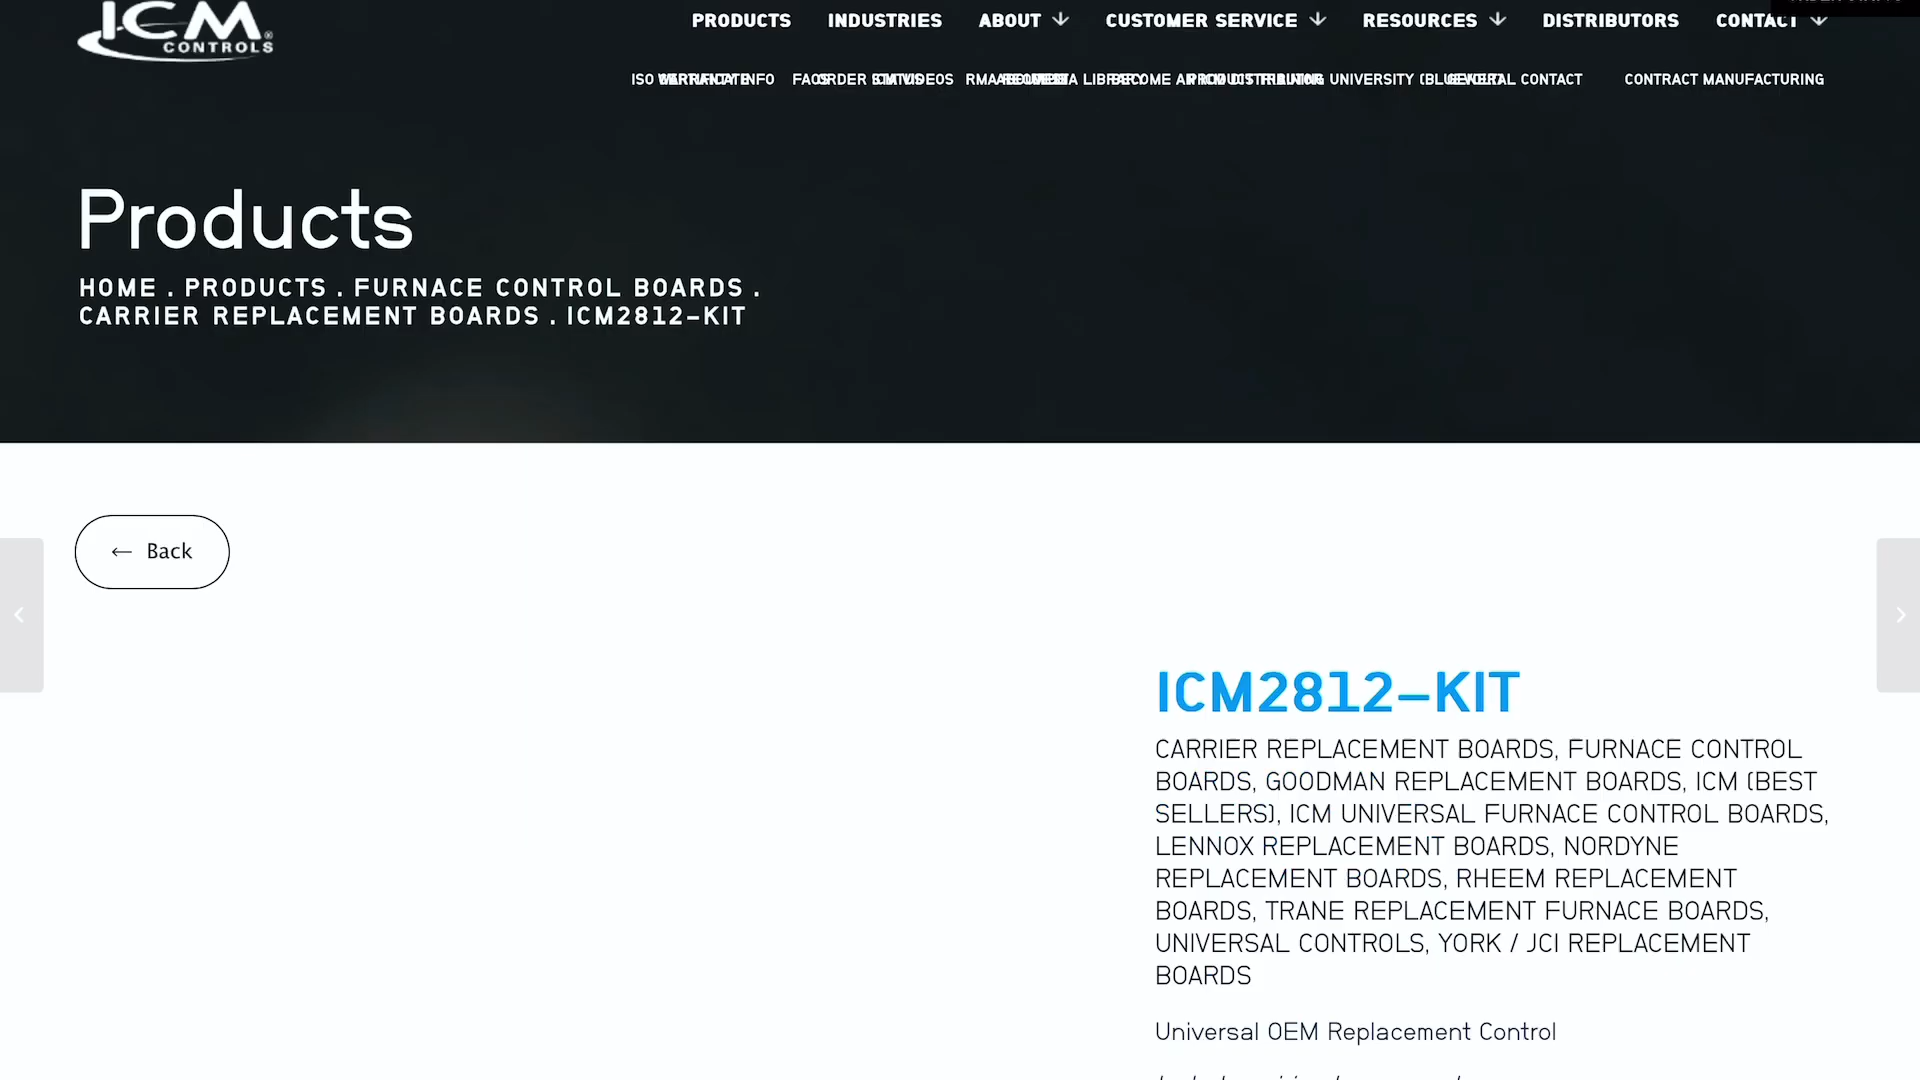 ICM
CONTROLS®
PRODUCTS INDUSTRIES ABOUT CUSTOMER SERVICE RESOURCES DISTRIBUTORS CONTACT
ISO CONTACT CONTRACT MANUFACTURING
Products
HOME . PRODUCTS . FURNACE CONTROL BOARDS .
CARRIER REPLACEMENT BOARDS . ICM2812-KIT
← Back
ICM2812-KIT
CARRIER REPLACEMENT BOARDS, FURNACE CONTROL
BOARDS, GOODMAN REPLACEMENT BOARDS, ICM (BEST
SELLERS), ICM UNIVERSAL FURNACE CONTROL BOARDS,
LENNOX REPLACEMENT BOARDS, NORDYNE
REPLACEMENT BOARDS, RHEEM REPLACEMENT
BOARDS, TRANE REPLACEMENT FURNACE BOARDS,
UNIVERSAL CONTROLS, YORK / JCI REPLACEMENT
BOARDS
Universal OEM Replacement Control